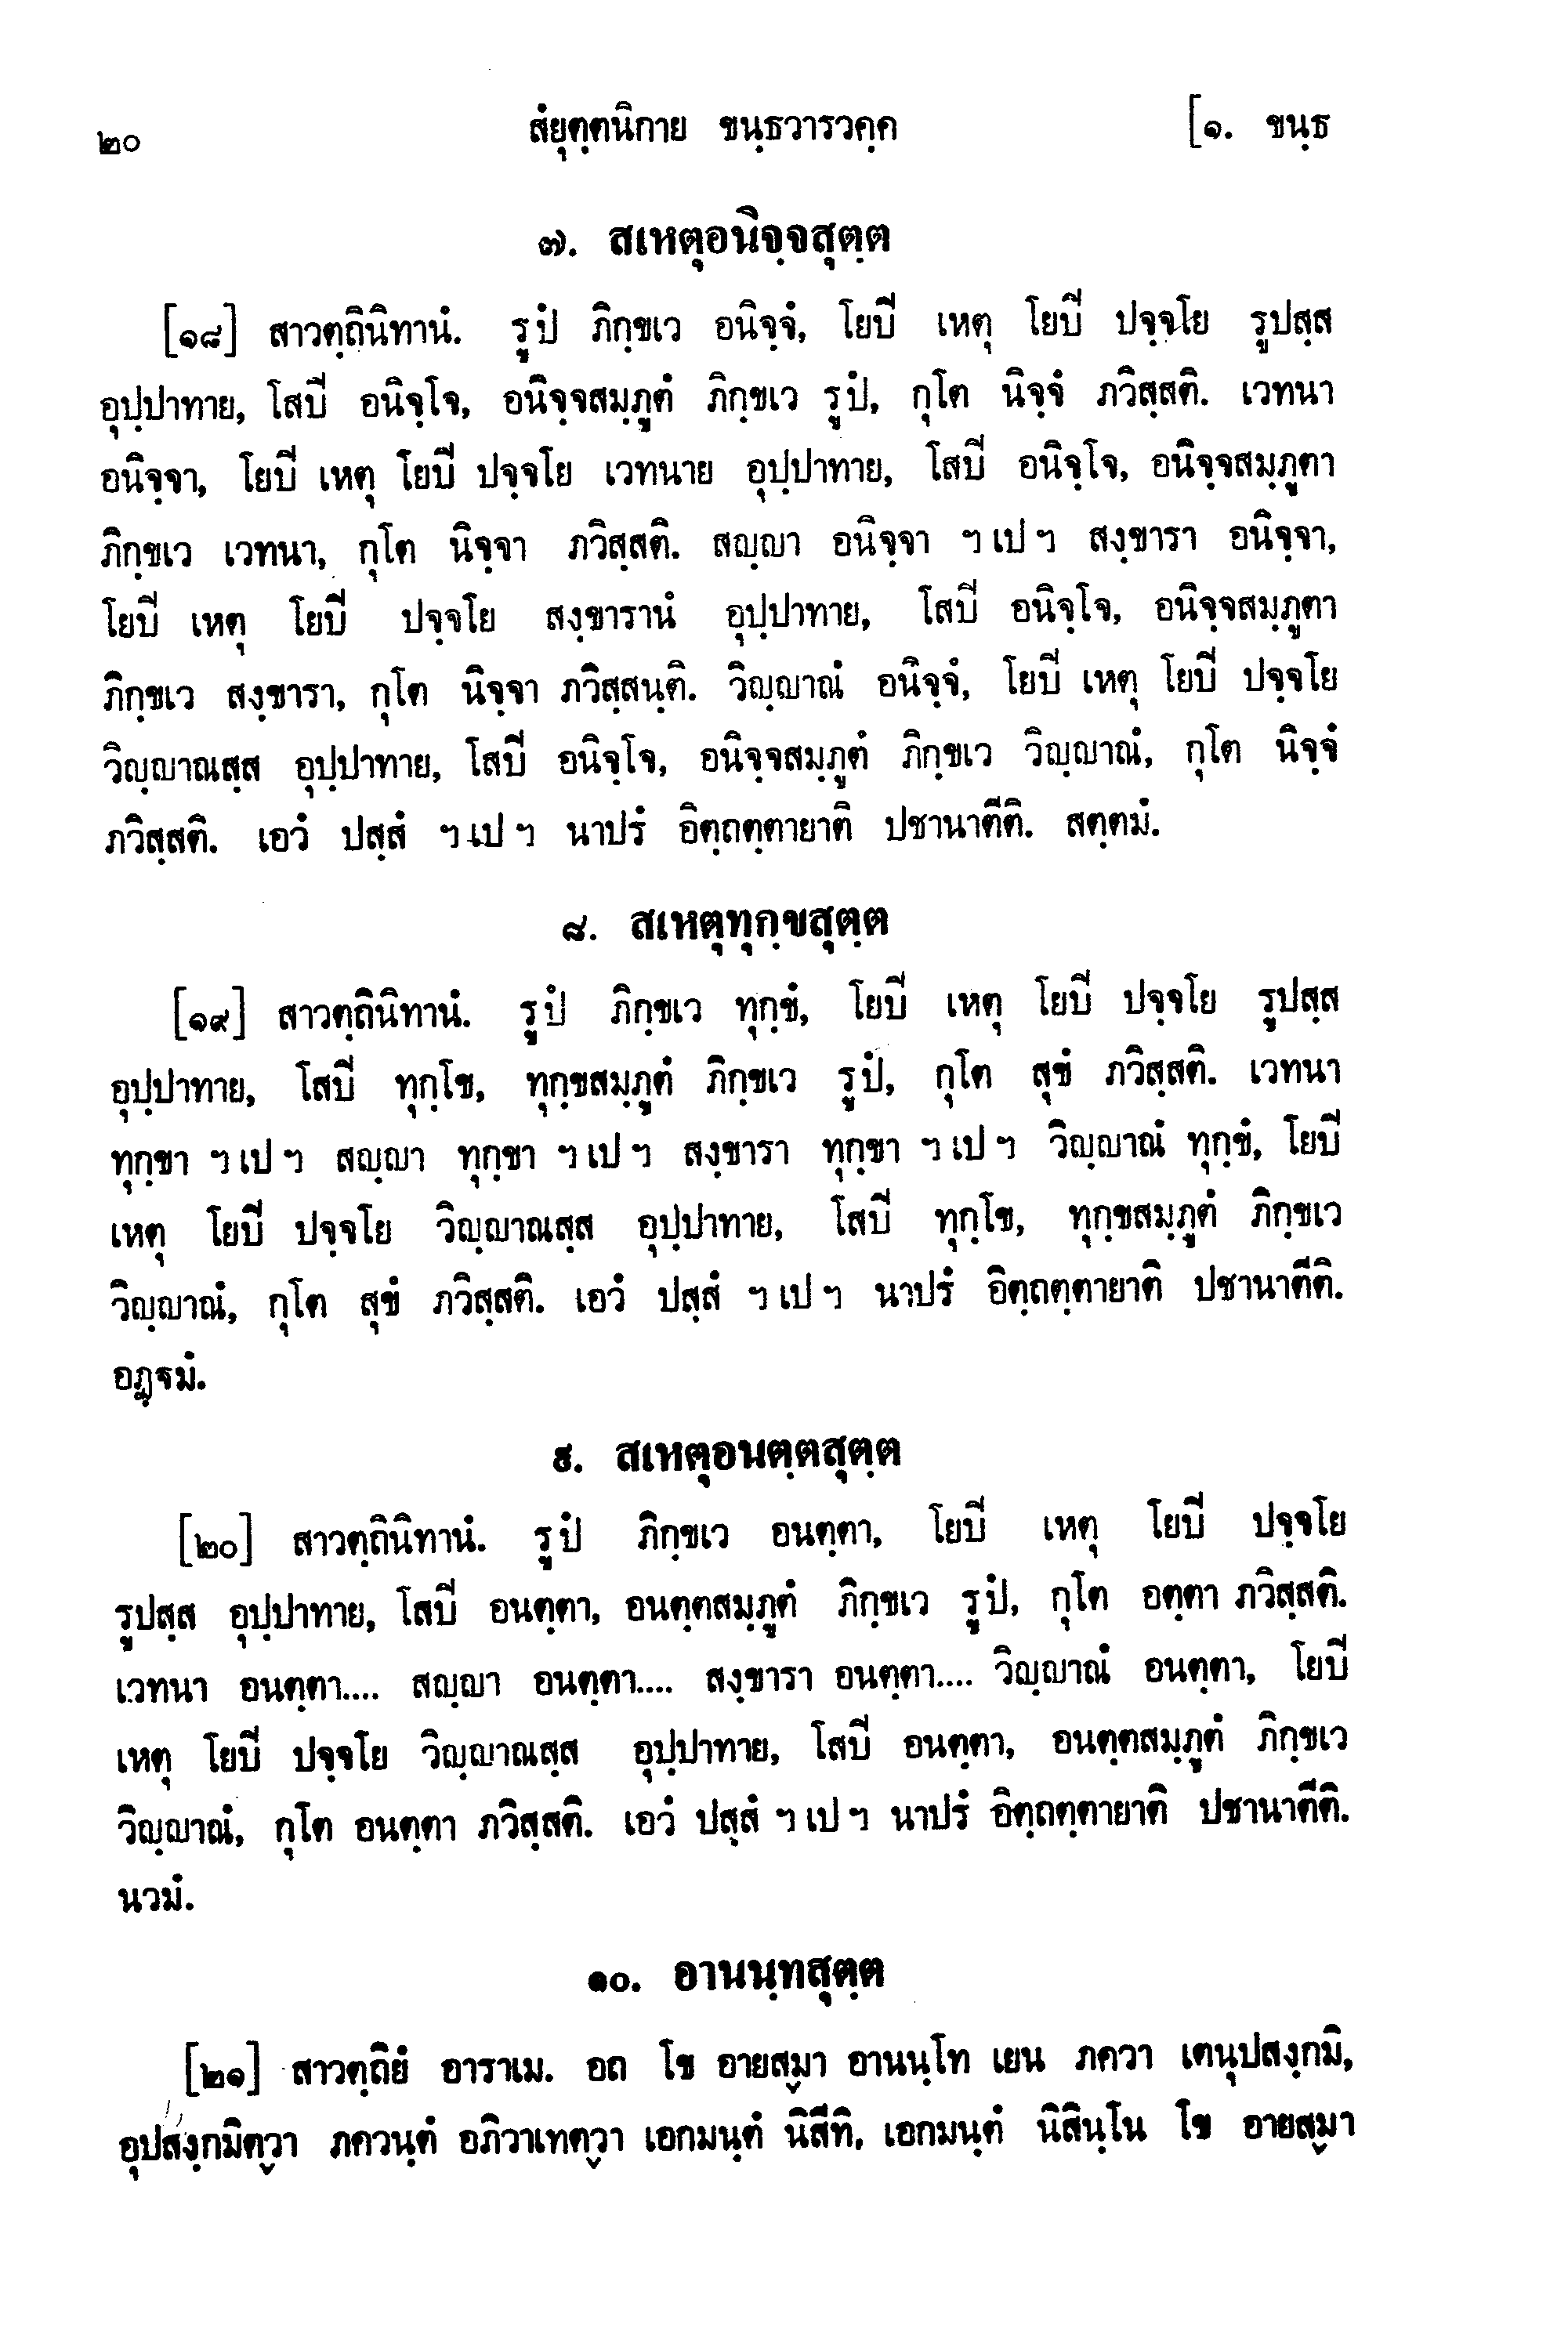 ๒๐ สํยุตฺตนิกาย ขนฺธวารวคฺค [๑. ขนฺธ
๗. สเหตุอนิจฺจสุตฺต
[๑๘] สาวตฺถินิทานํ. รูปํ ภิกฺขเว อนิจฺจํ, โยปี เหตุ โยปี ปจฺจโย รูปสฺส
อุปฺปาทาย, โสปี อนิจฺโจ, อนิจฺจสมฺภูตํ ภิกฺขเว รูปํ, กุโต นิจฺจํ ภวิสฺสติ. เวทนา
อนิจฺจา, โยปี เหตุ โยปี ปจฺจโย เวทนาย อุปฺปาทาย, โสปี อนิจฺโจ, อนิจฺจสมฺภูตา
ภิกฺขเว เวทนา, กุโต นิจฺจา ภวิสฺสติ. สญฺญา อนิจฺจา ฯ เป ฯ สงฺขารา อนิจฺจา,
โยปี เหตุ โยปี ปจฺจโย สงฺขารานํ อุปฺปาทาย, โสปี อนิจฺโจ, อนิจฺจสมฺภูตา
ภิกฺขเว สงฺขารา, กุโต นิจฺจา ภวิสฺสนฺติ. วิญฺญาณํ อนิจฺจํ, โยปี เหตุ โยปี ปจฺจโย
วิญฺญาณสฺส อุปฺปาทาย, โสปี อนิจฺโจ, อนิจฺจสมฺภูตํ ภิกฺขเว วิญฺญาณํ, กุโต นิจฺจํ
ภวิสฺสติ. เอวํ ปสฺสํ ฯ เป ฯ นาปรํ อิตฺถตฺตายาติ ปชานาตีติ. สตฺตมํ.
๘. สเหตุทุกฺขสุตฺต
[๑๙] สาวตฺถินิทานํ. รูปํ ภิกฺขเว ทุกฺขํ, โยปี เหตุ โยปี ปจฺจโย รูปสฺส
อุปฺปาทาย, โสปี ทุกฺโข, ทุกฺขสมฺภูตํ ภิกฺขเว รูปํ, กุโต สุขํ ภวิสฺสติ. เวทนา
ทุกฺขา ฯ เป ฯ สญฺญา ทุกฺขา ฯ เป ฯ สงฺขารา ทุกฺขา ฯ เป ฯ วิญฺญาณํ ทุกฺขํ, โยปี
เหตุ โยปี ปจฺจโย วิญฺญาณสฺส อุปฺปาทาย, โสปี ทุกฺโข, ทุกฺขสมฺภูตํ ภิกฺขเว
วิญฺญาณํ, กุโต สุขํ ภวิสฺสติ. เอวํ ปสฺสํ ฯ เป ฯ นาปรํ อิตฺถตฺตายาติ ปชานาตีติ.
อฏฺฐมํ.
๙. สเหตุอนตฺตสุตฺต
[๒๐] สาวตฺถินิทานํ. รูปํ ภิกฺขเว อนตฺตา, โยปี เหตุ โยปี ปจฺจโย
รูปสฺส อุปฺปาทาย, โสปี อนตฺตา, อนตฺตสมฺภูตํ ภิกฺขเว รูปํ, กุโต อตฺตา ภวิสฺสติ.
เวทนา อนตฺตา.... สญฺญา อนตฺตา.... สงฺขารา อนตฺตา.... วิญฺญาณํ อนตฺตา, โยปี
เหตุ โยปี ปจฺจโย วิญฺญาณสฺส อุปฺปาทาย, โสปี อนตฺตา, อนตฺตสมฺภูตํ ภิกฺขเว
วิญฺญาณํ, กุโต อนตฺตา ภวิสฺสติ. เอวํ ปสฺสํ ฯ เป ฯ นาปรํ อิตฺถตฺตายาติ ปชานาตีติ.
นวมํ.
๑๐. อานนฺทสุตฺต
[๒๑] สาวตฺถิยํ อาราเม. อถ โข อายสฺมา อานนฺโท เยน ภควา เตนุปสงฺกมิ,
อุปสงฺกมิตฺวา ภควนฺตํ อภิวาเทตฺวา เอกมนฺตํ นิสีทิ, เอกมนฺตํ นิสินฺโน โข อายสฺมา